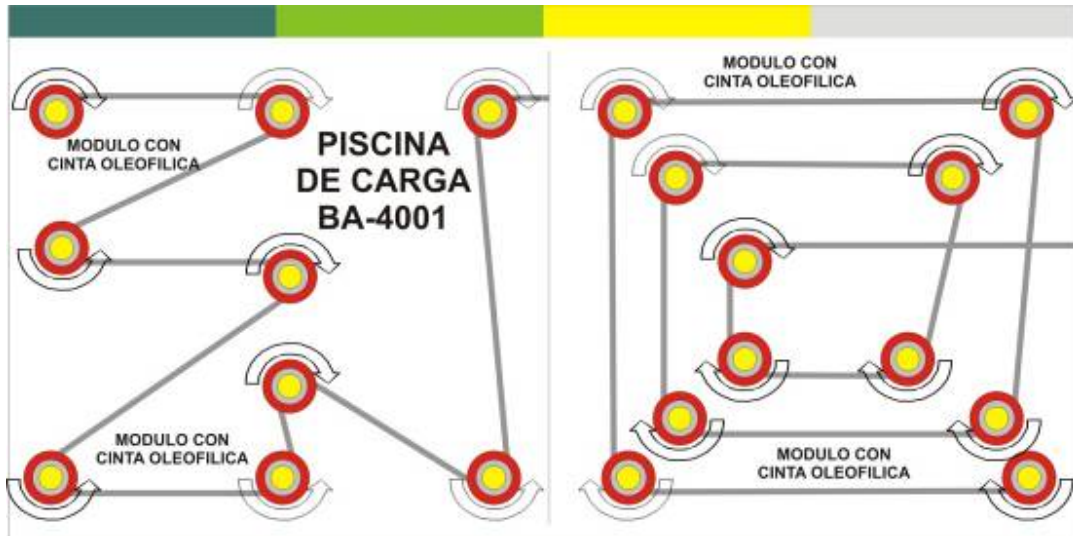 MODULO CON
CINTA OLEOFILICA
PISCINA
DE CARGA
BA-4001
MODULO CON
CINTA OLEOFILICA
MODULO CON
CINTA OLEOFILICA
MODULO CON
CINTA OLEOFILICA